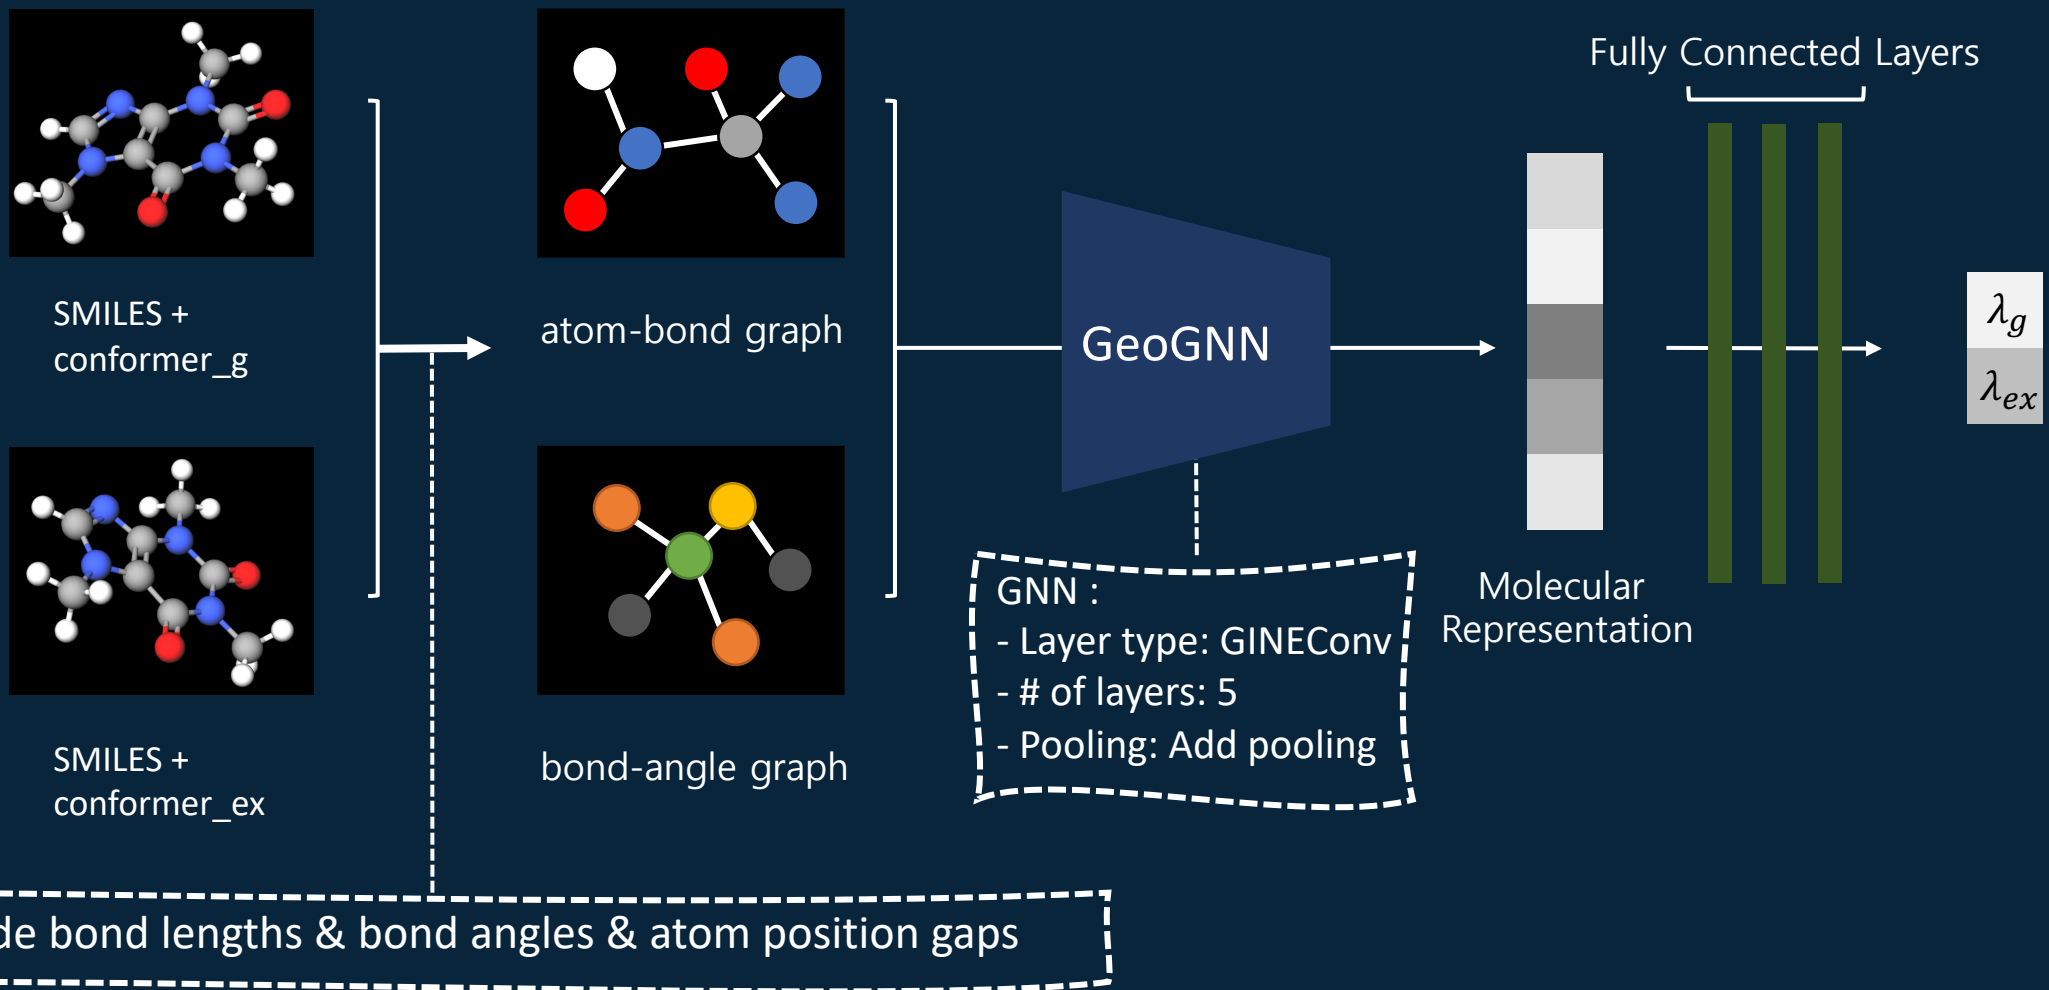 SMILES +
conformer_g
SMILES +
conformer_ex
atom-bond graph
bond-angle graph
GeoGNN
GNN :
- Layer type: GINEConv
- # of layers: 5
- Pooling: Add pooling
Molecular
Representation
Fully Connected Layers
λg
λex
bond lengths & bond angles & atom position gaps